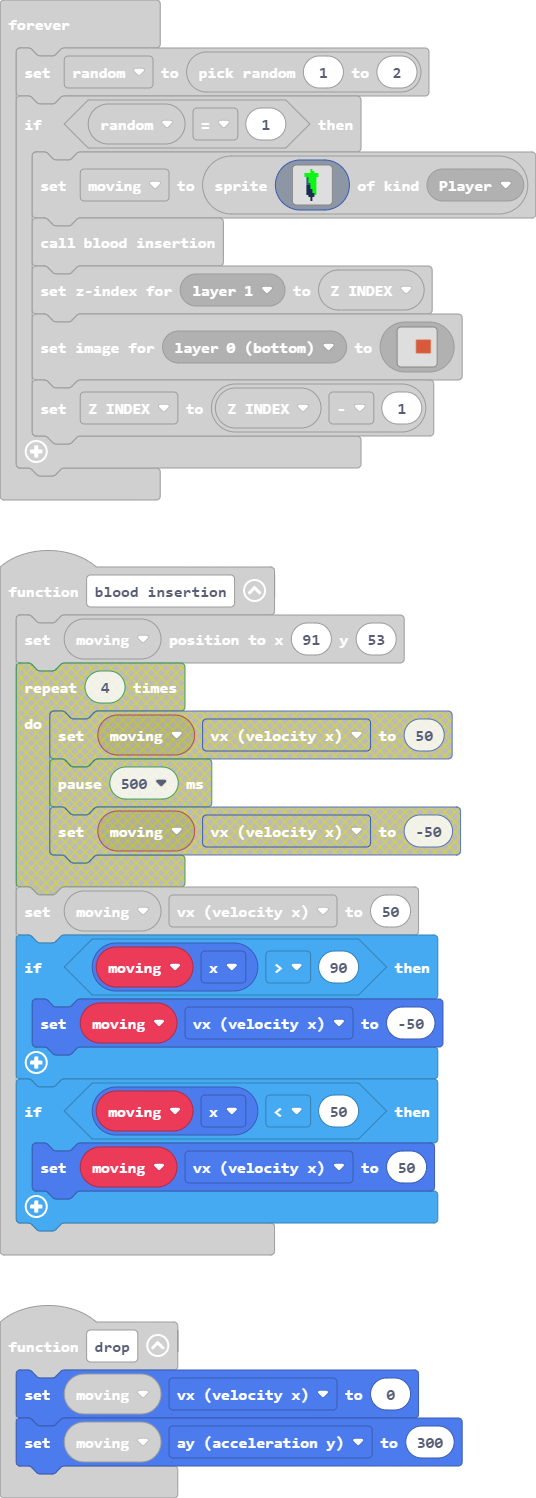 forever
set random to pick random 1 to 2
if random = 1 then
set moving to sprite of kind Player
call blood insertion
set z-index for layer 1 to Z INDEX
set image for layer 0 (bottom) to
set Z INDEX to Z INDEX - 1
function blood insertion
set moving position to x 91 y 53
repeat 4 times
do
set moving vx (velocity x) to 50
pause 500 ms
set moving vx (velocity x) to -50
set moving vx (velocity x) to 50
if moving x > 90 then
set moving vx (velocity x) to -50
if moving x < 50 then
set moving vx (velocity x) to 50
function drop
set moving vx (velocity x) to 0
set moving ay (acceleration y) to 300